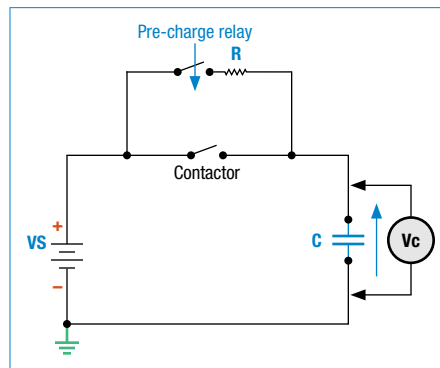 Pre-charge relay
R
Contactor
+
VS
−
C
Vc